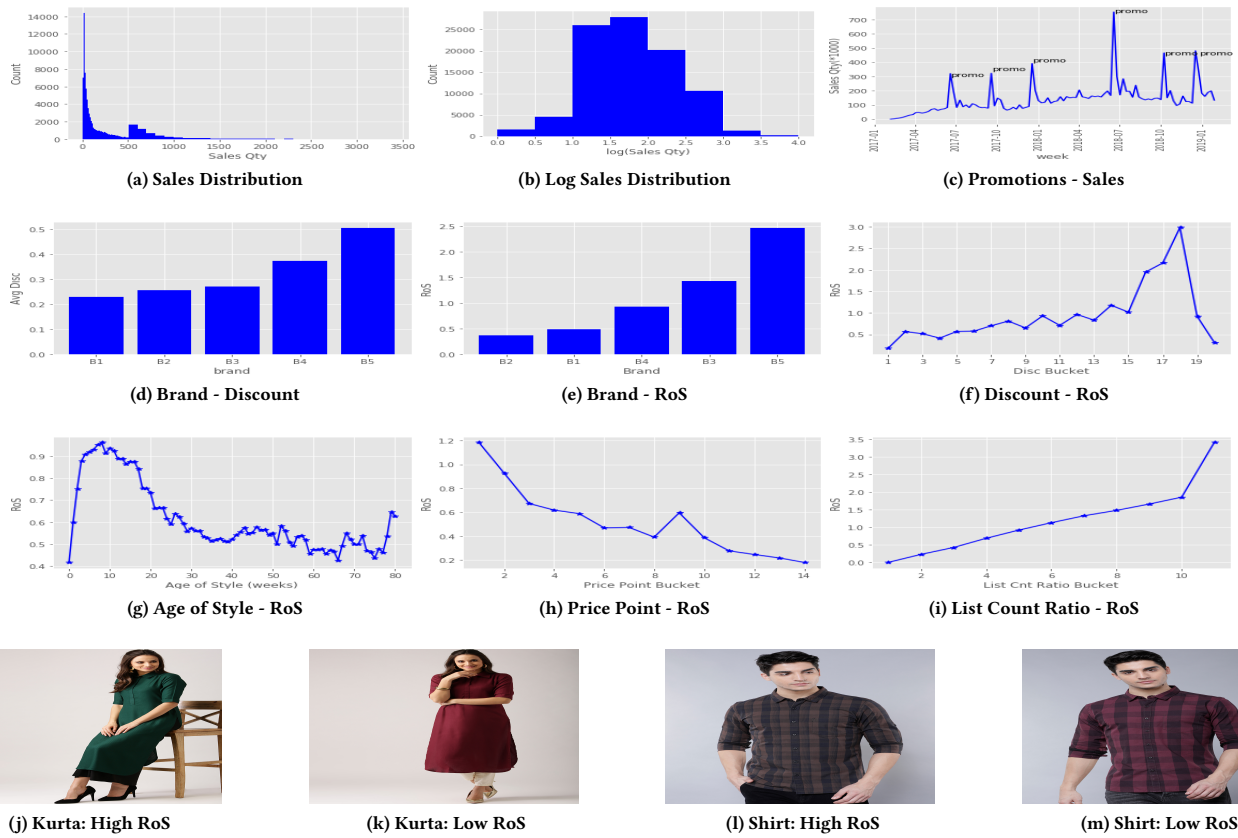 14000
12000
10000
8000
6000
4000
2000
0
Count
0 500 1000 1500 2000 2500 3000 3500
Sales Qty
(a) Sales Distribution
25000
20000
15000
10000
5000
0
Count
0.0 0.5 1.0 1.5 2.0 2.5 3.0 3.5 4.0
log(Sales Qty)
(b) Log Sales Distribution
700
600
500
400
300
200
100
0
Sales Qty(*1000)
promo promo promo promo promo promo
2017-01 2017-04 2017-07 2017-10 2018-01 2018-04 2018-07 2018-10 2019-01
week
(c) Promotions - Sales
0.5
0.4
0.3
0.2
0.1
0.0
Avg Disc
B1 B2 B3 B4 B5
brand
(d) Brand - Discount
2.5
2.0
1.5
1.0
0.5
0.0
RoS
B2 B1 B4 B3 B5
Brand
(e) Brand - RoS
3.0
2.5
2.0
1.5
1.0
0.5
RoS
1 3 5 7 9 11 13 15 17 19
Disc Bucket
(f) Discount - RoS
0.9
0.8
0.7
0.6
0.5
0.4
RoS
0 10 20 30 40 50 60 70 80
Age of Style (weeks)
(g) Age of Style - RoS
1.2
1.0
0.8
0.6
0.4
0.2
RoS
2 4 6 8 10 12 14
Price Point Bucket
(h) Price Point - RoS
3.5
3.0
2.5
2.0
1.5
1.0
0.5
0.0
RoS
2 4 6 8 10
List Cnt Ratio Bucket
(i) List Count Ratio - RoS
(j) Kurta: High RoS
(k) Kurta: Low RoS
(l) Shirt: High RoS
(m) Shirt: Low RoS